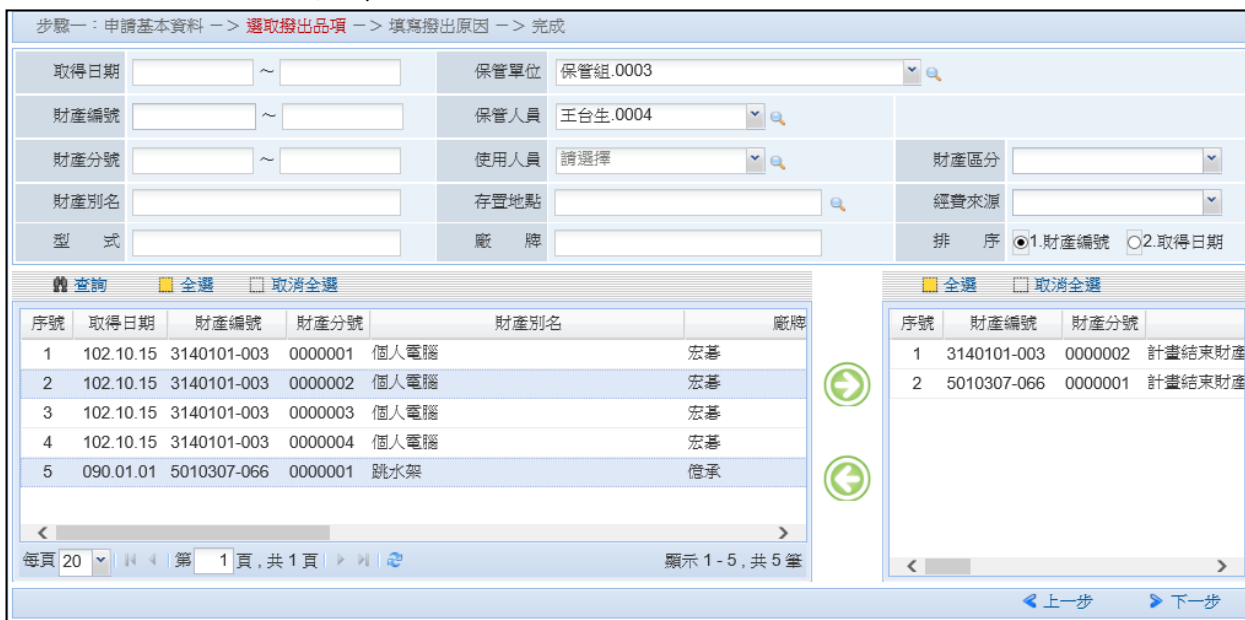 步驟一：申請基本資料 －＞ 選取撥出品項 －＞ 填寫撥出原因 －＞ 完成
取得日期 ～ 保管單位 保管組.0003
財產編號 ～ 保管人員 王台生.0004
財產分號 ～ 使用人員 請選擇 財產區分
財產別名 存置地點 經費來源
型 式 廠 牌 排 序 1.財產編號 2.取得日期
查詢 全選 取消全選 全選 取消全選
序號 取得日期 財產編號 財產分號 財產別名 廠牌 序號 財產編號 財產分號
1 102.10.15 3140101-003 0000001 個人電腦 宏碁 1 3140101-003 0000002 計畫結束財產
2 102.10.15 3140101-003 0000002 個人電腦 宏碁 2 5010307-066 0000001 計畫結束財產
3 102.10.15 3140101-003 0000003 個人電腦 宏碁
4 102.10.15 3140101-003 0000004 個人電腦 宏碁
5 090.01.01 5010307-066 0000001 跳水架 億承
每頁 20 第 1 頁 , 共 1 頁 顯示 1 - 5 , 共 5 筆
上一步 下一步